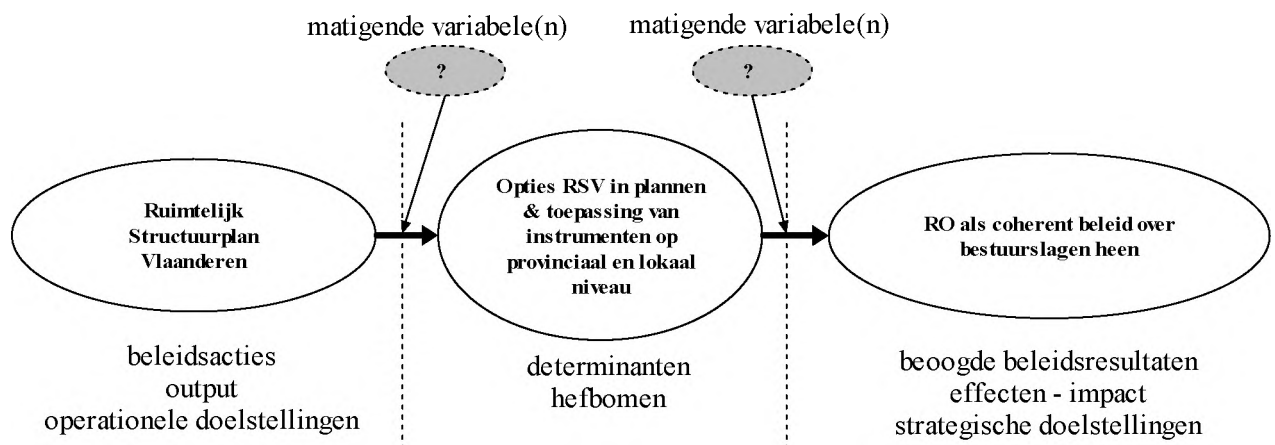 matigende variabele(n)
matigende variabele(n)
?
?
Ruimtelijk
Structuurplan
Vlaanderen
Opties RSV in plannen
& toepassing van
instrumenten op
provinciaal en lokaal
niveau
RO als coherent beleid over
bestuurslagen heen
beleidsacties
output
operationele doelstellingen
determinanten
hefbomen
beoogde beleidsresultaten
effecten - impact
strategische doelstellingen